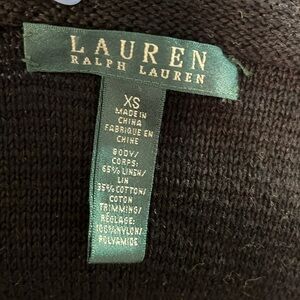 LAUREN
RALPH LAUREN
XS
MADE IN
CHINA
FABRIQUE EN
CHINE
BODY/
CORPS:
65% LINEN/
LIN
35% COTTON/
COTON
TRIMMING/
RÉGLAGE:
100% NYLON/
POLYAMIDE